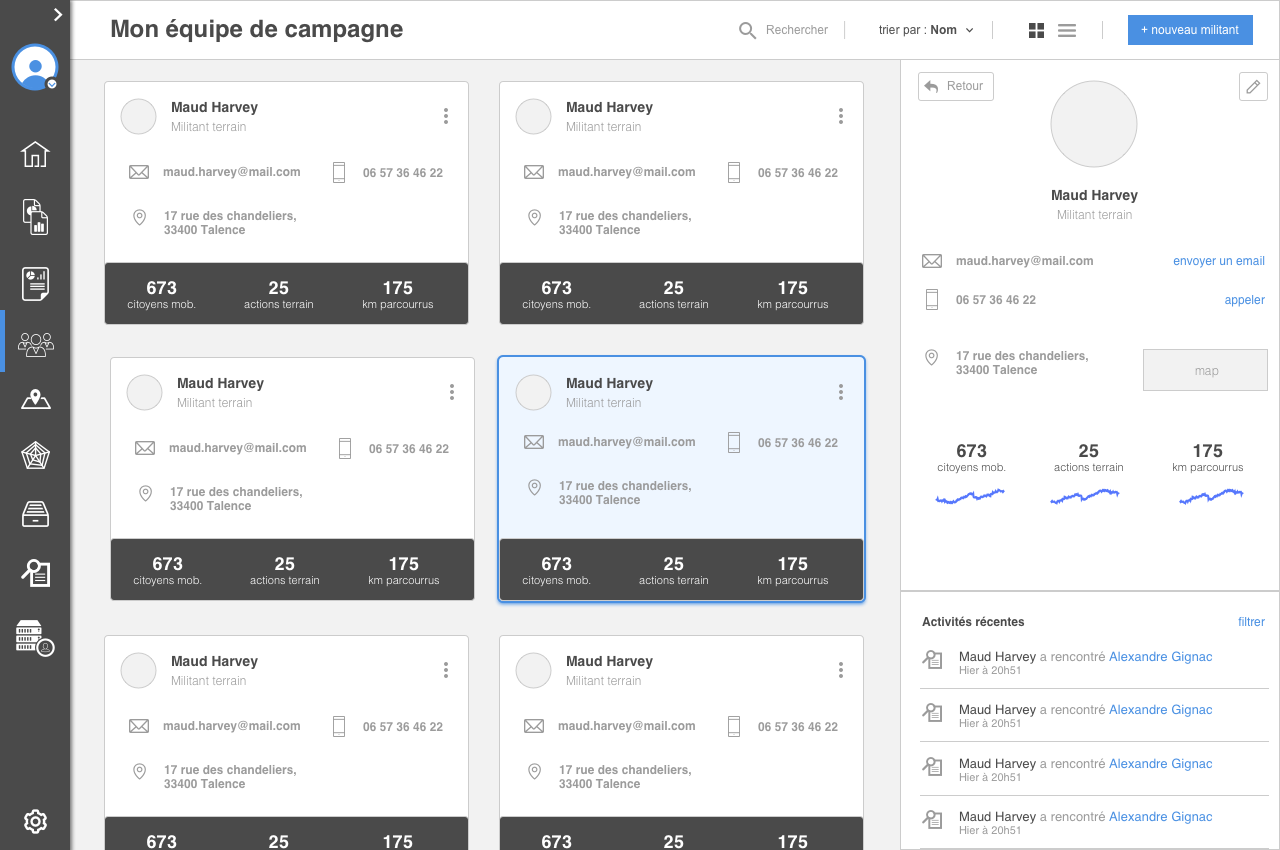 Mon équipe de campagne
Rechercher
trier par : Nom
+ nouveau militant
Maud Harvey
Militant terrain
maud.harvey@mail.com
06 57 36 46 22
17 rue des chandeliers,
33400 Talence
673
25
175
citoyens mob.
actions terrain
km parcourrus
Maud Harvey
Militant terrain
maud.harvey@mail.com
06 57 36 46 22
17 rue des chandeliers,
33400 Talence
673
25
175
citoyens mob.
actions terrain
km parcourrus
Maud Harvey
Militant terrain
maud.harvey@mail.com
06 57 36 46 22
17 rue des chandeliers,
33400 Talence
673
25
175
citoyens mob.
actions terrain
km parcourrus
Maud Harvey
Militant terrain
maud.harvey@mail.com
06 57 36 46 22
17 rue des chandeliers,
33400 Talence
673
25
175
citoyens mob.
actions terrain
km parcourrus
Maud Harvey
Militant terrain
maud.harvey@mail.com
06 57 36 46 22
17 rue des chandeliers,
33400 Talence
673
25
175
Maud Harvey
Militant terrain
maud.harvey@mail.com
06 57 36 46 22
17 rue des chandeliers,
33400 Talence
673
25
175
Retour
Maud Harvey
Militant terrain
maud.harvey@mail.com
envoyer un email
06 57 36 46 22
appeler
17 rue des chandeliers,
33400 Talence
map
673
25
175
citoyens mob.
actions terrain
km parcourrus
Activités récentes
filtrer
Maud Harvey a rencontré Alexandre Gignac
Hier à 20h51
Maud Harvey a rencontré Alexandre Gignac
Hier à 20h51
Maud Harvey a rencontré Alexandre Gignac
Hier à 20h51
Maud Harvey a rencontré Alexandre Gignac
Hier à 20h51